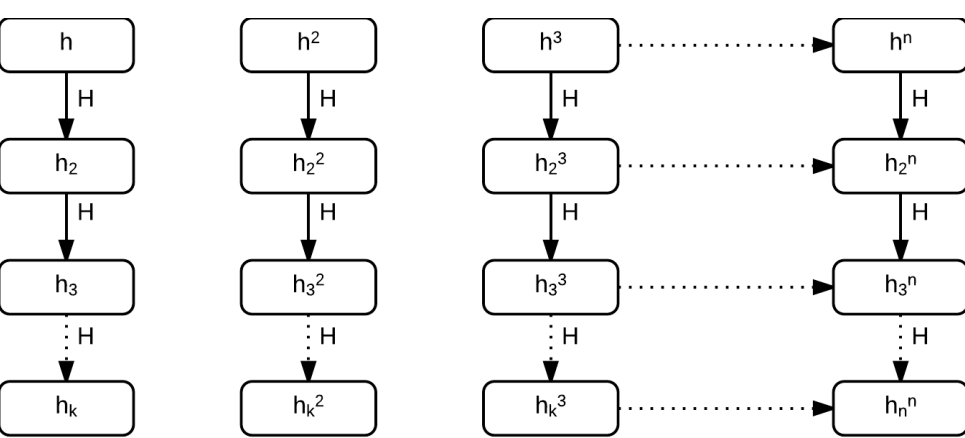 h h² h³ hⁿ
H H H H
h₂ h₂² h₂³ h₂ⁿ
H H H H
h₃ h₃² h₃³ h₃ⁿ
H H H H
hₖ hₖ² hₖ³ hₙⁿ